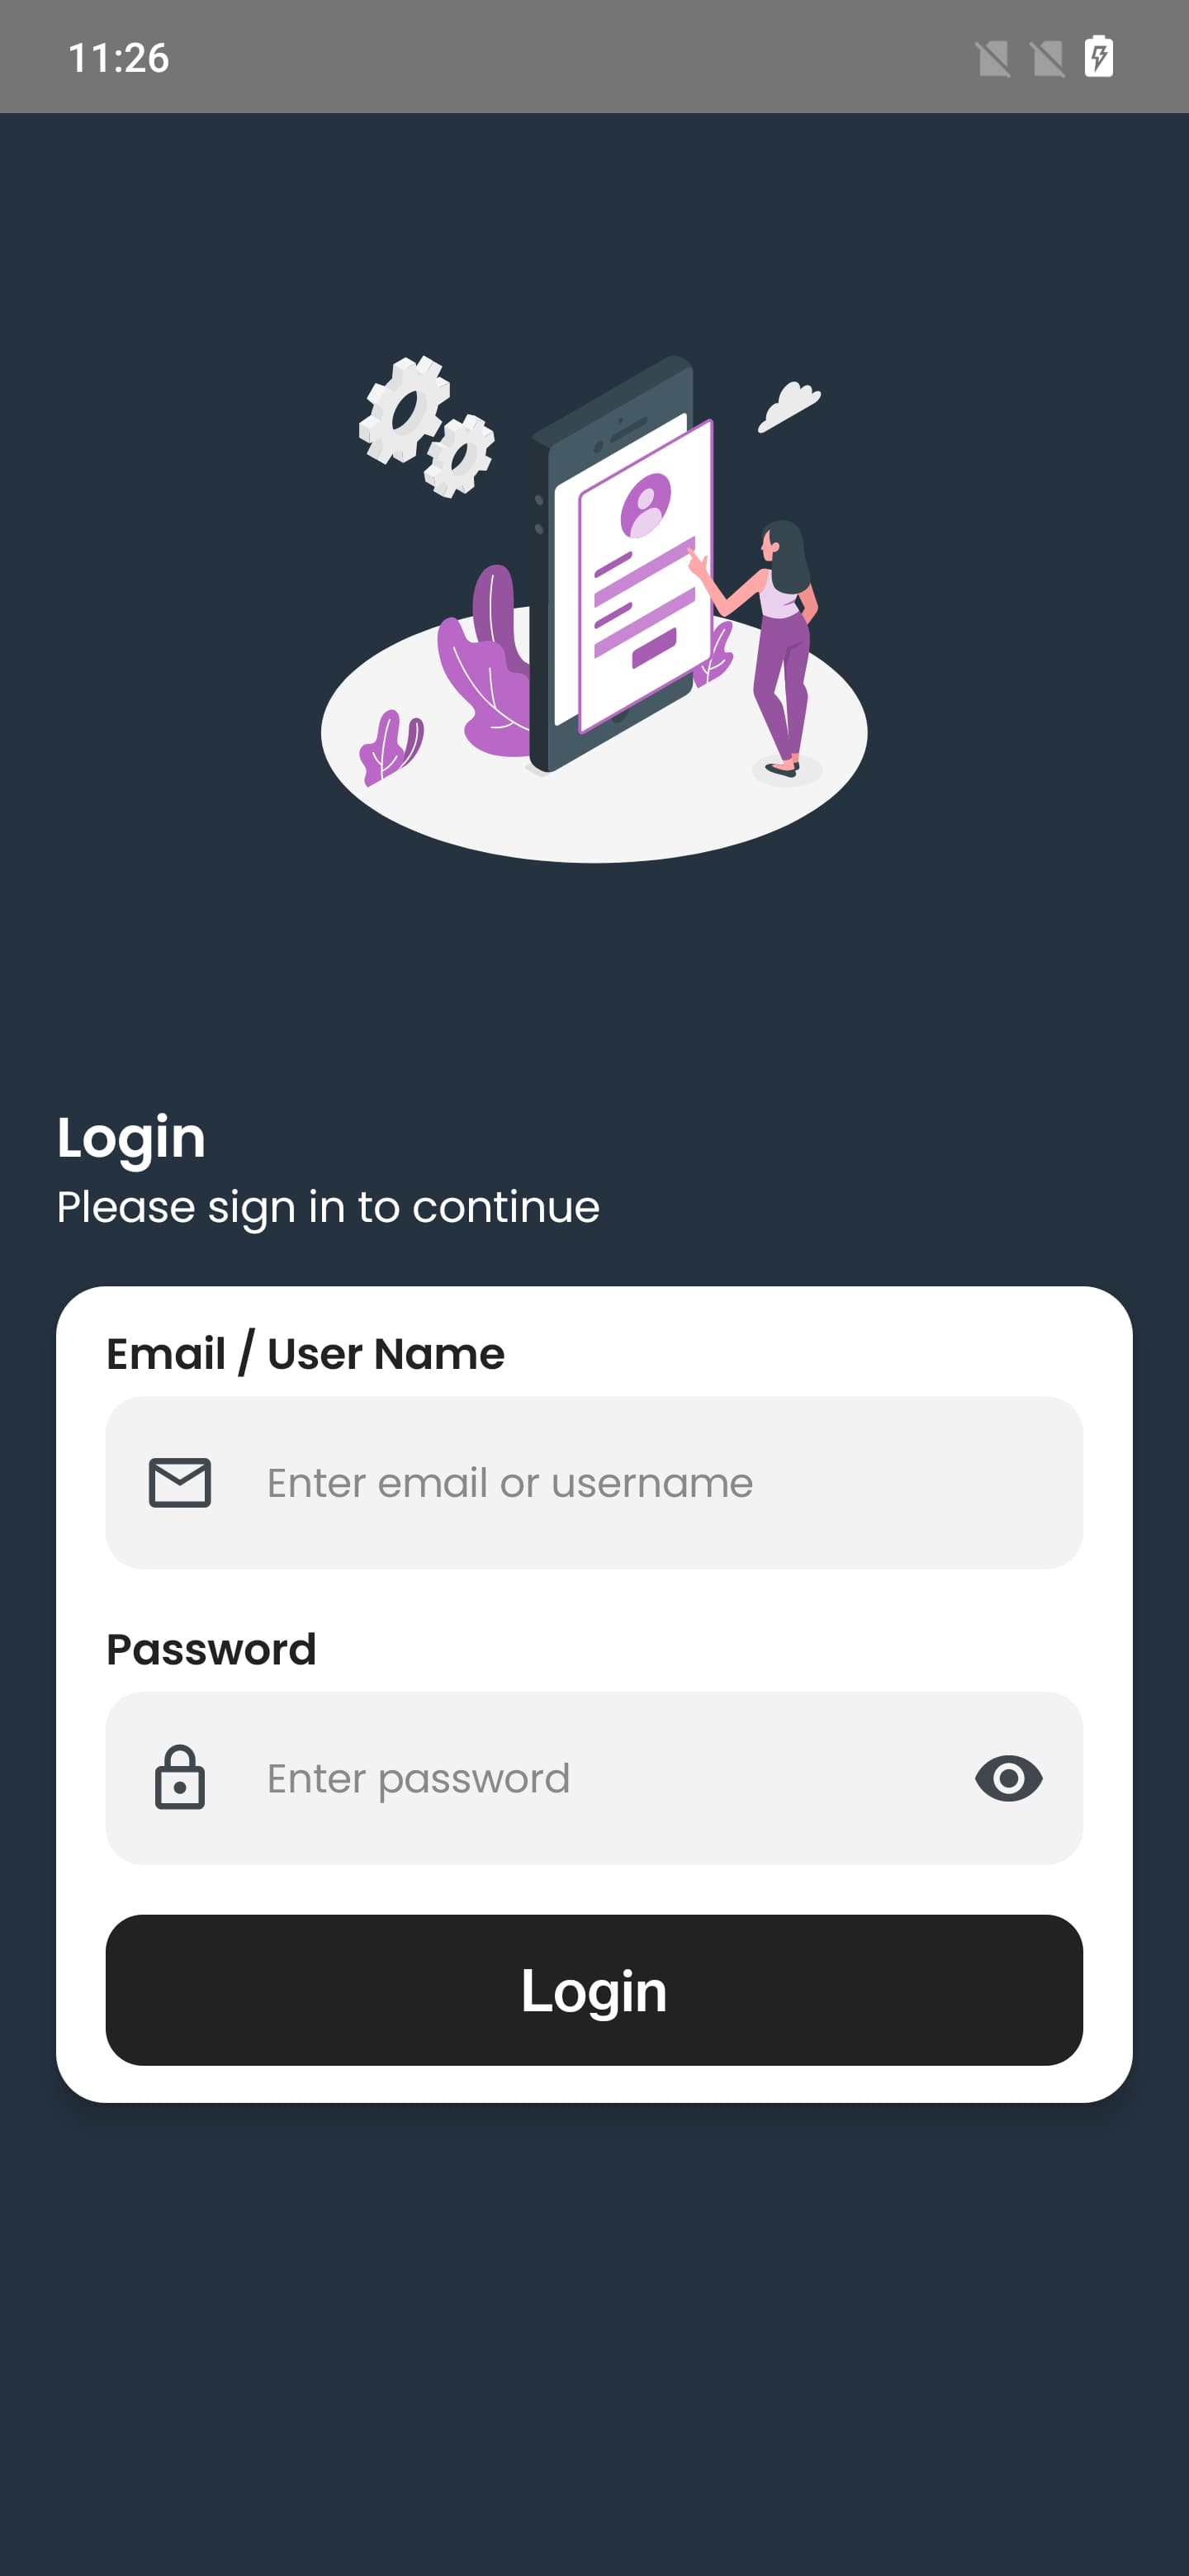 11:26
Login
Please sign in to continue
Email / User Name
Enter email or username
Password
Enter password
Login